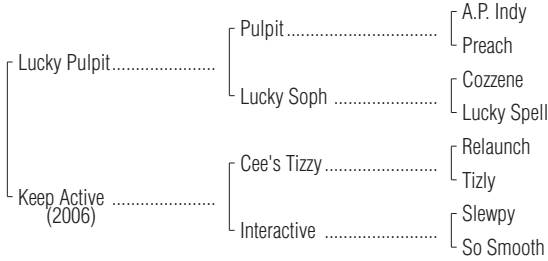 A.P. Indy
Pulpit......................
Preach
Lucky Pulpit......................
Cozzene
Lucky Soph ......................
Lucky Spell
Relaunch
Cee's Tizzy......................
Tizly
Keep Active ......................
(2006)
Slewpy
Interactive ......................
So Smooth